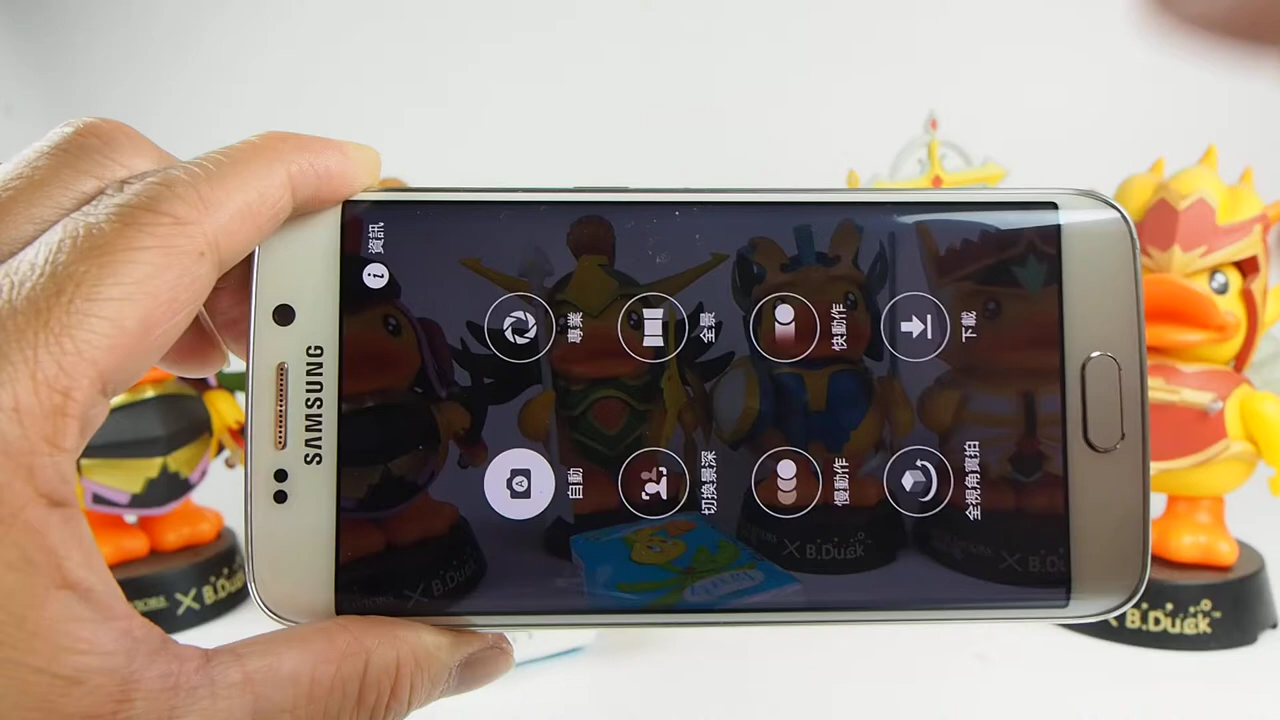 SAMSUNG
資訊
專業
全景
快動作
下載
自動
切換景深
慢動作
全視角實拍
X B.Duck
X B.Duck
X B.Duck
B.Duck™